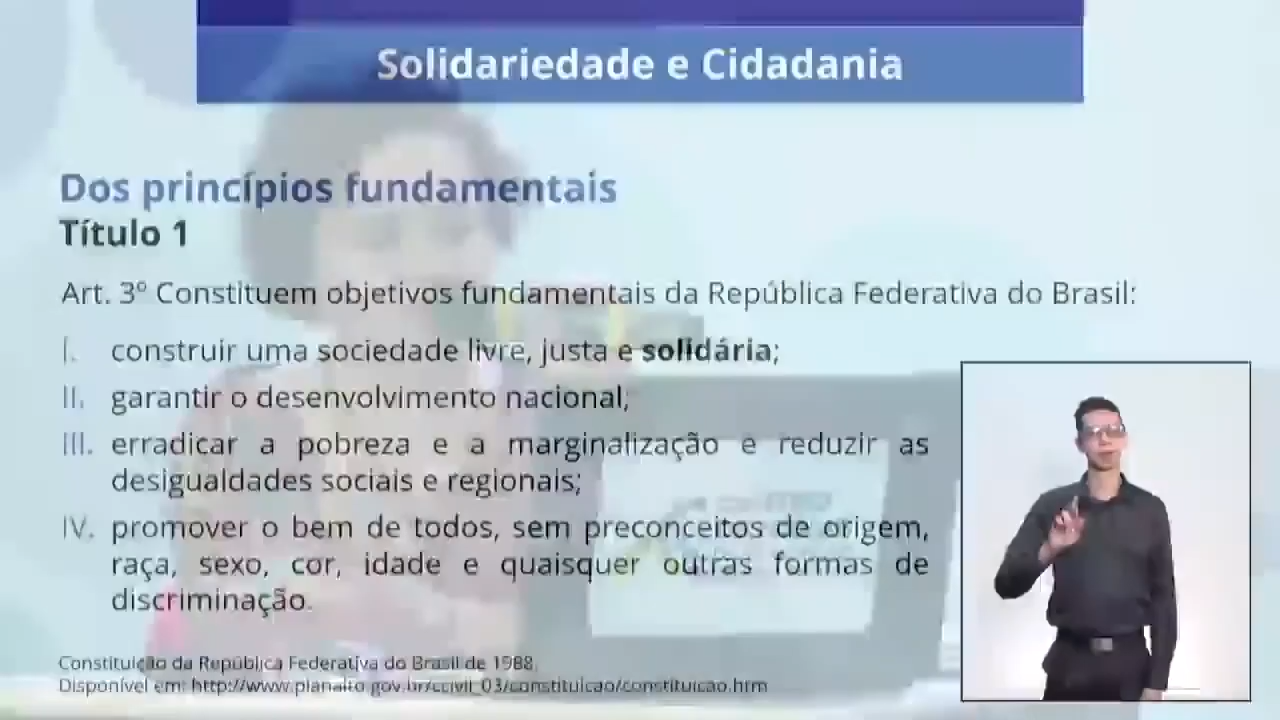 Solidariedade e Cidadania
Dos princípios fundamentais
Título 1
Art. 3º Constituem objetivos fundamentais da República Federativa do Brasil:
I. construir uma sociedade livre, justa e solidária;
II. garantir o desenvolvimento nacional;
III. erradicar a pobreza e a marginalização e reduzir as
desigualdades sociais e regionais;
IV. promover o bem de todos, sem preconceitos de origem,
raça, sexo, cor, idade e quaisquer outras formas de
discriminação.
Constituição da República Federativa do Brasil de 1988.
Disponível em: http://www.planalto.gov.br/ccivil_03/constituicao/constituicao.htm